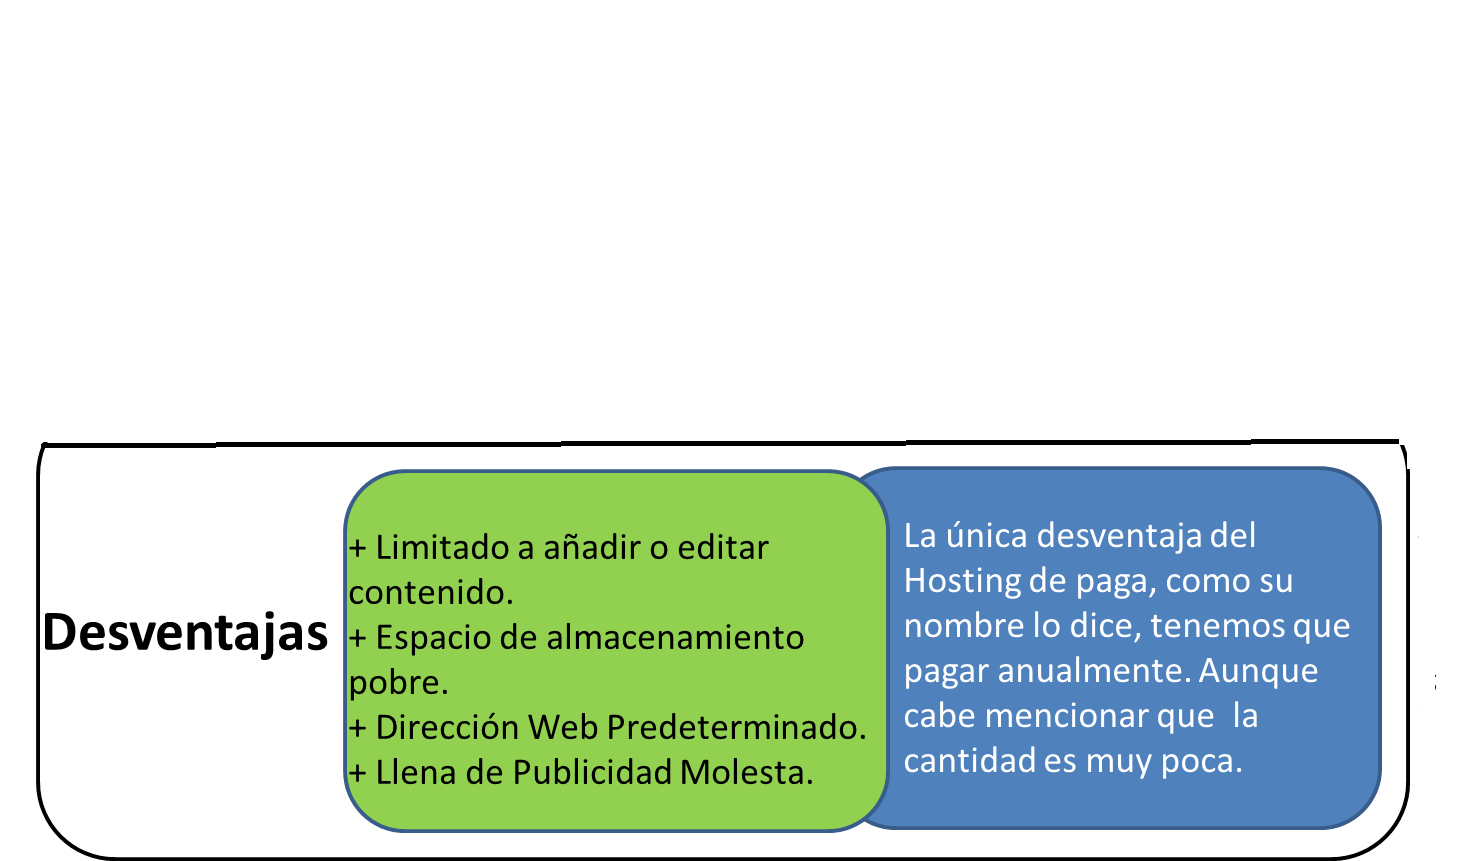 Desventajas
+ Limitado a añadir o editar
contenido.
+ Espacio de almacenamiento
pobre.
+ Dirección Web Predeterminado.
+ Llena de Publicidad Molesta.
La única desventaja del
Hosting de paga, como su
nombre lo dice, tenemos que
pagar anualmente. Aunque
cabe mencionar que  la
cantidad es muy poca.